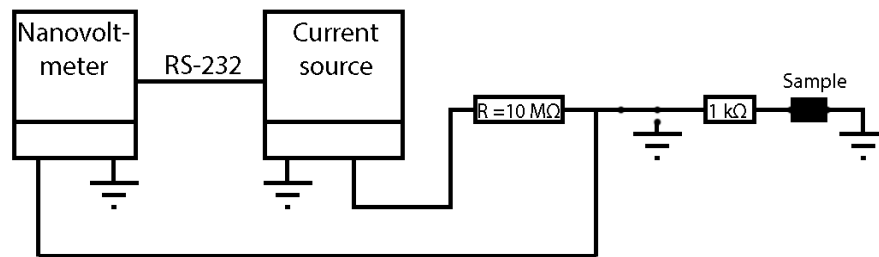 Nanovolt-
meter
RS-232
Current
source
R =10 MΩ
1 kΩ
Sample